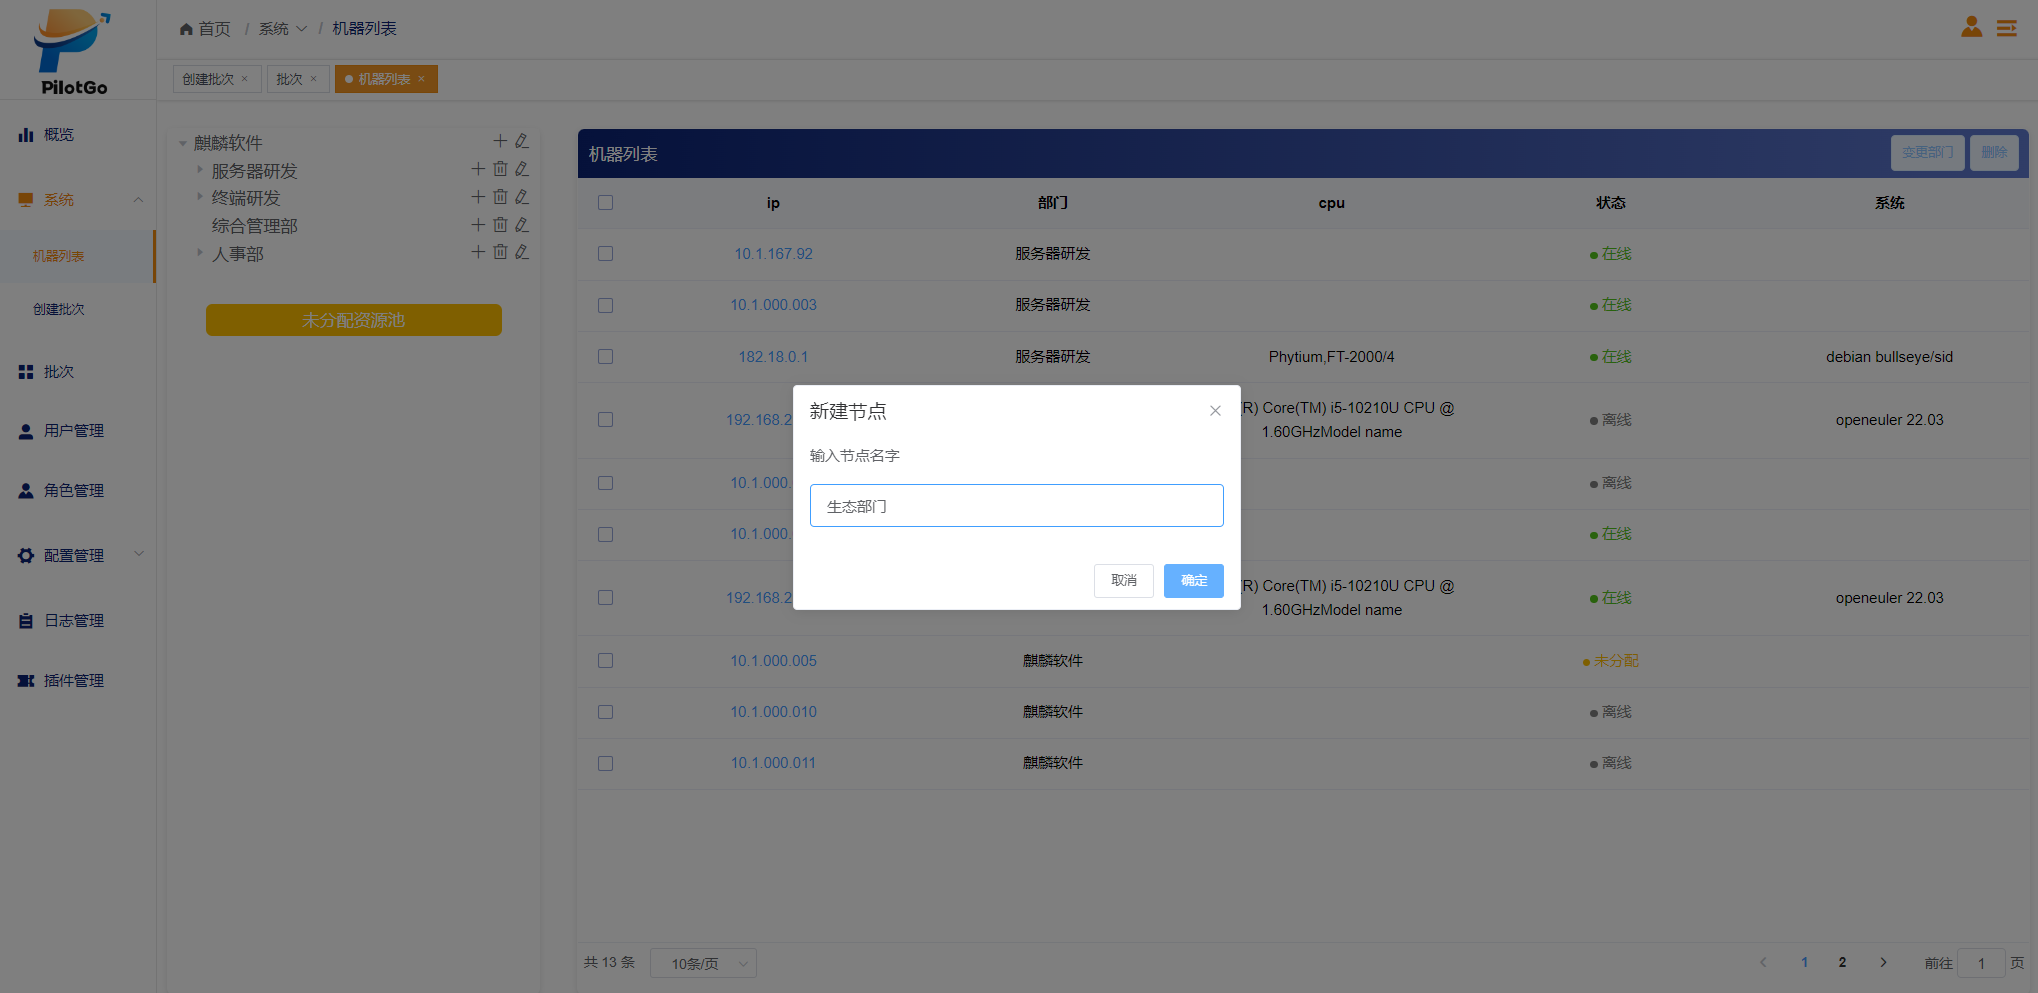 PilotGo
首页 / 系统 / 机器列表
创建批次 × 批次 × 机器列表 ×
概览
系统
机器列表
创建批次
批次
用户管理
角色管理
配置管理
日志管理
插件管理
麒麟软件
服务器研发
终端研发
综合管理部
人事部
未分配资源池
机器列表 变更部门 删除
ip 部门 cpu 状态 系统
10.1.167.92 服务器研发 在线
10.1.000.003 服务器研发 在线
182.18.0.1 服务器研发 Phytium,FT-2000/4 在线 debian bullseye/sid
192.168.2 (R) Core(TM) i5-10210U CPU @ 离线 openeuler 22.03
1.60GHzModel name
10.1.000. 离线
10.1.000. 在线
192.168.2 (R) Core(TM) i5-10210U CPU @ 在线 openeuler 22.03
1.60GHzModel name
10.1.000.005 麒麟软件 未分配
10.1.000.010 麒麟软件 离线
10.1.000.011 麒麟软件 离线
共 13 条 10条/页 1 2 前往 1 页
新建节点
输入节点名字
生态部门
取消 确定